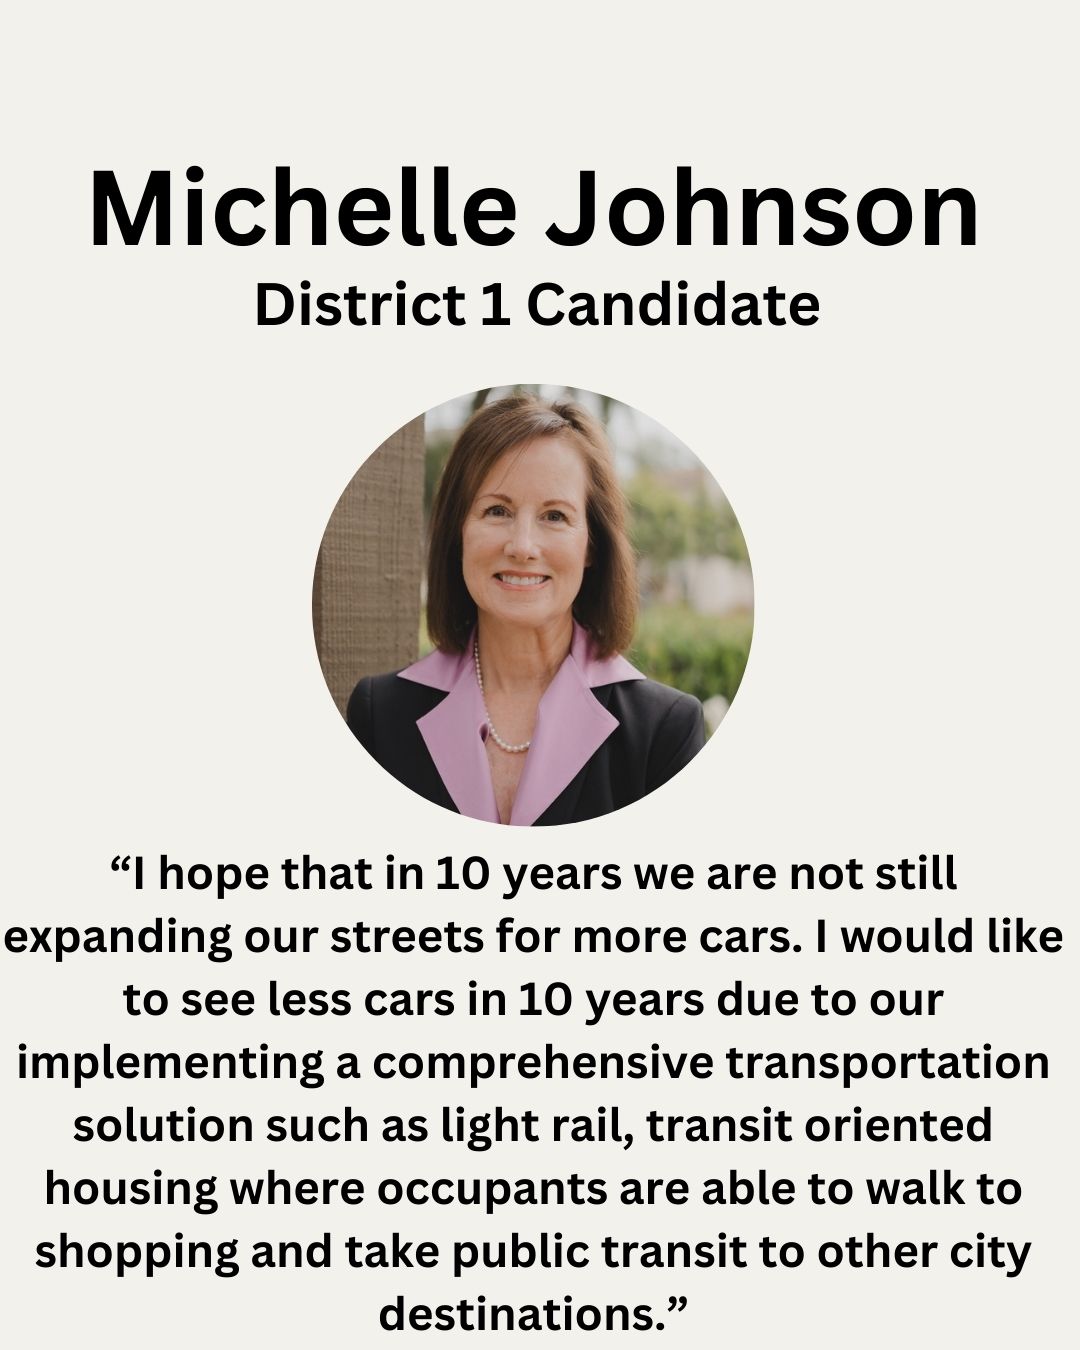 Michelle Johnson
District 1 Candidate
“I hope that in 10 years we are not still
expanding our streets for more cars. I would like
to see less cars in 10 years due to our
implementing a comprehensive transportation
solution such as light rail, transit oriented
housing where occupants are able to walk to
shopping and take public transit to other city
destinations.”